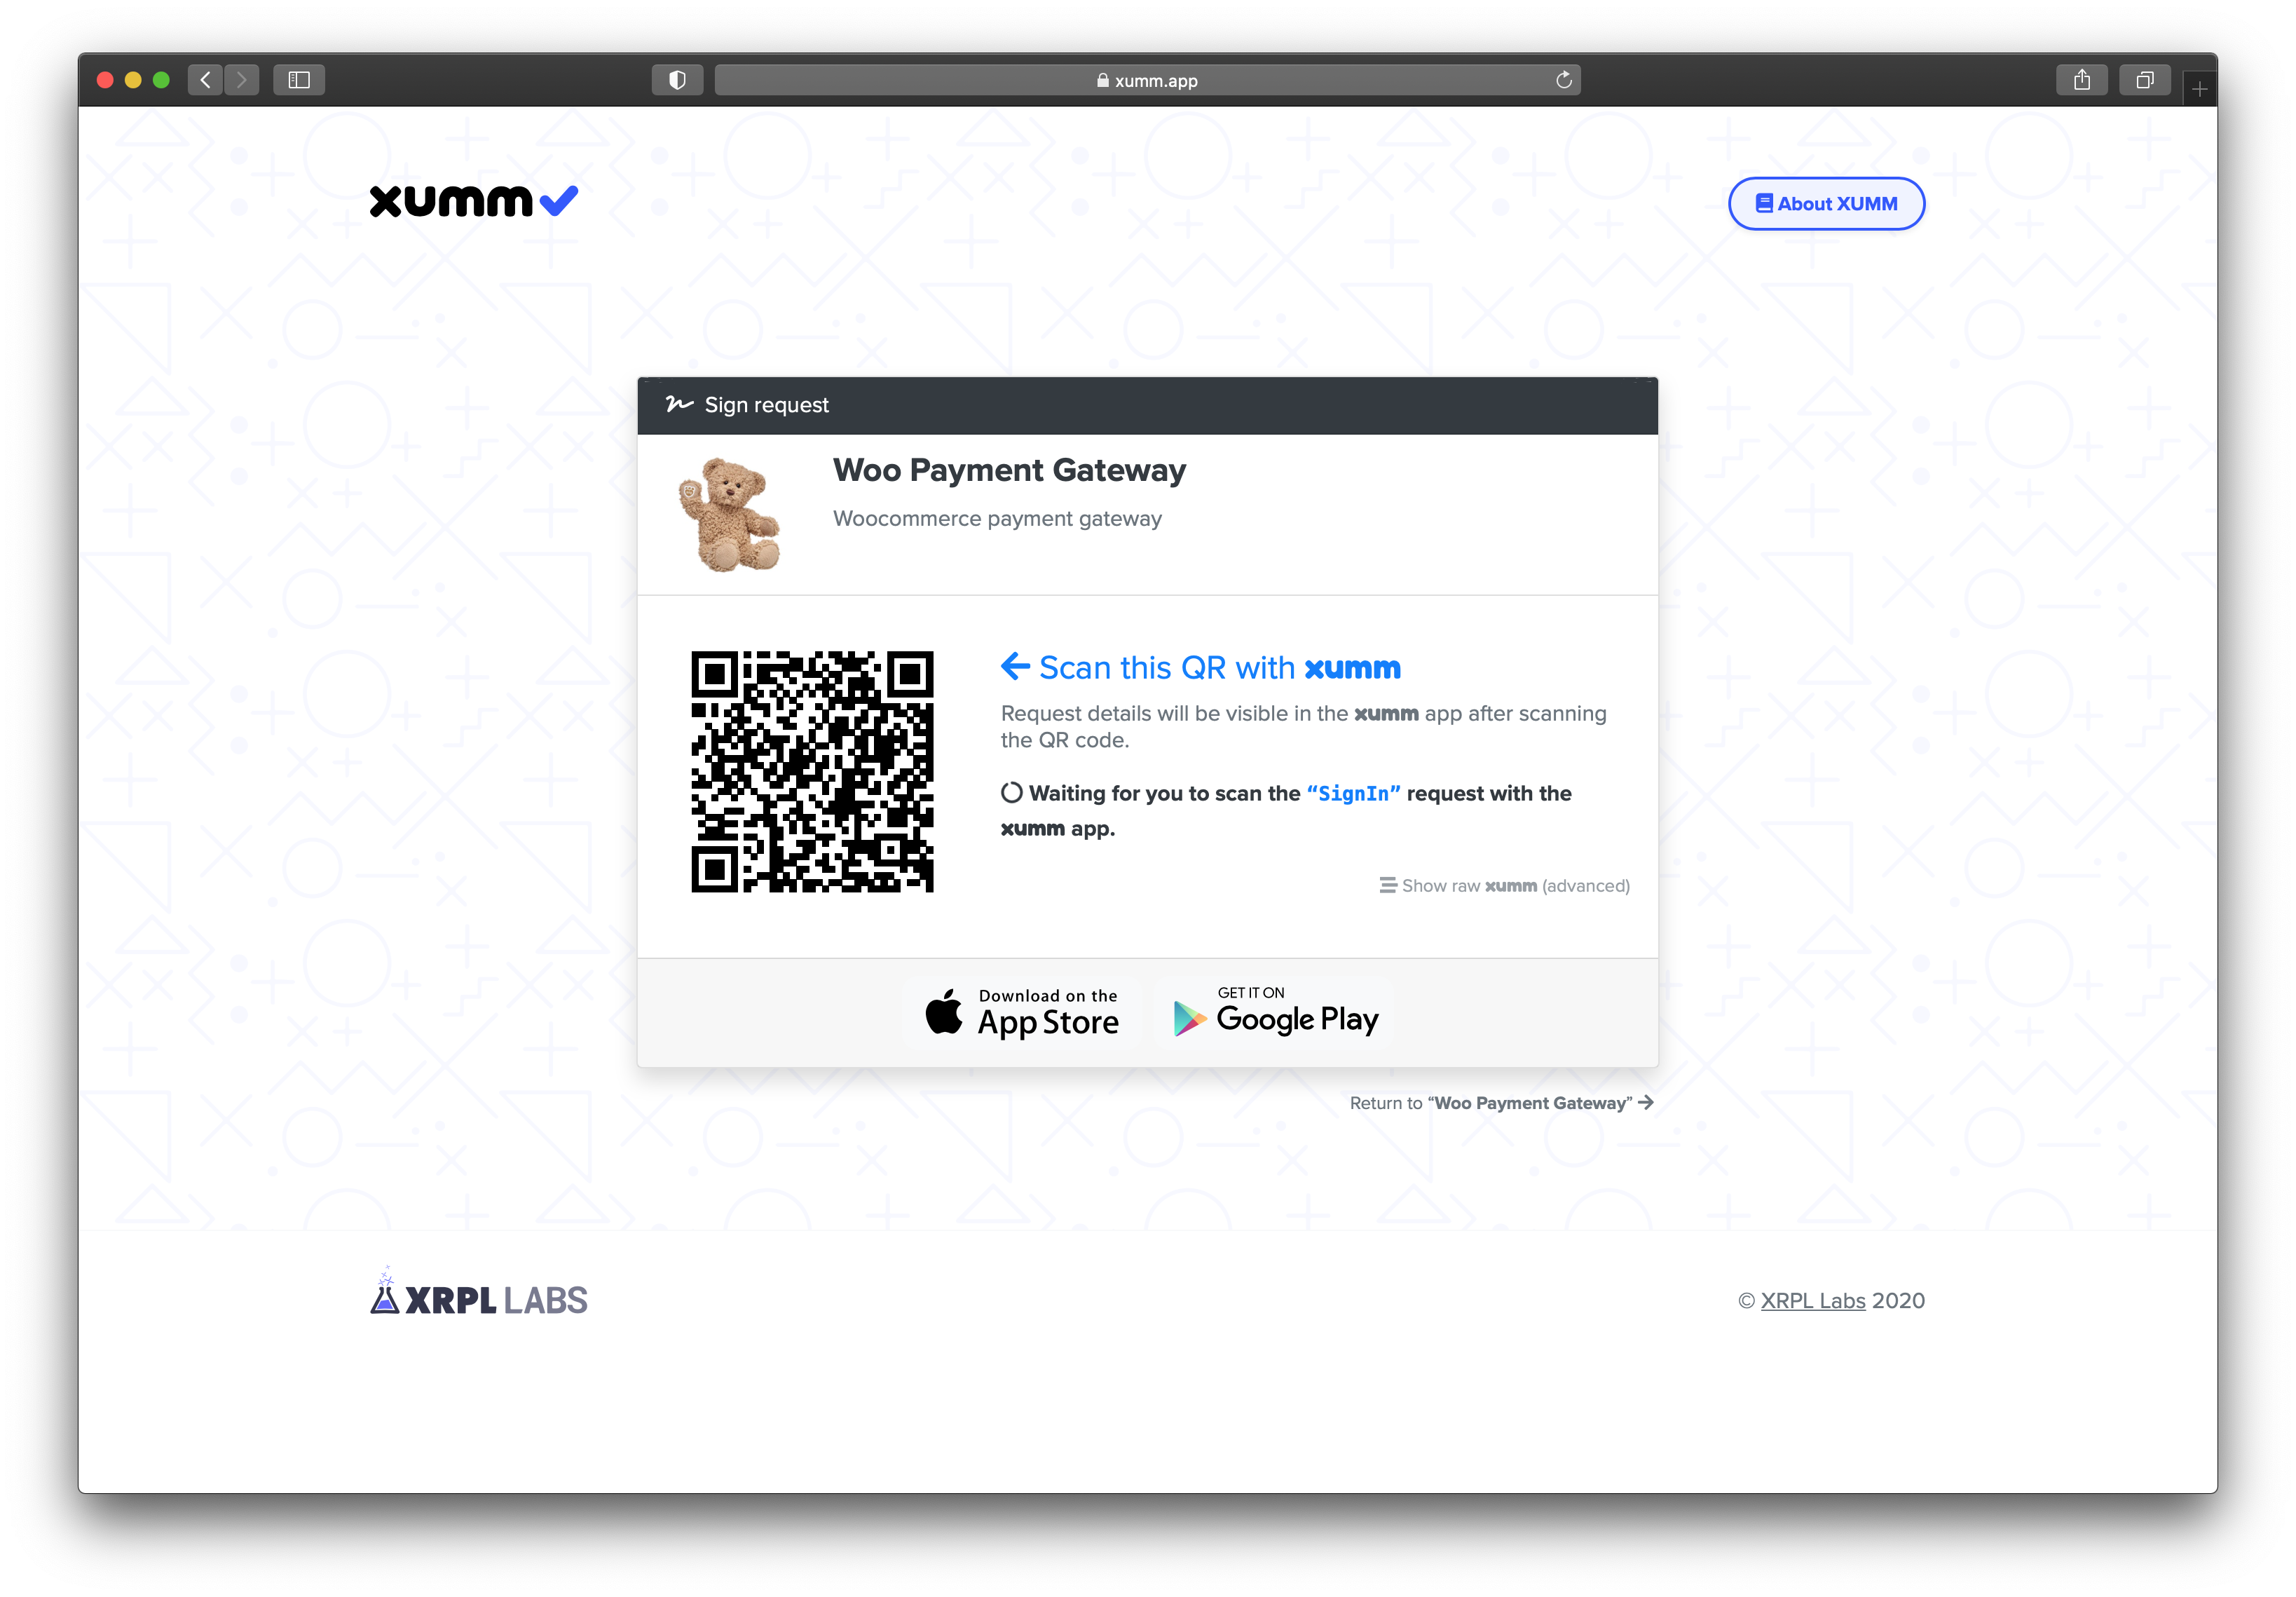 xumm.app
xumm
About XUMM
Sign request
Woo Payment Gateway
Woocommerce payment gateway
Scan this QR with xumm
Request details will be visible in the xumm app after scanning
the QR code.
Waiting for you to scan the “SignIn” request with the
xumm app.
Show raw xumm (advanced)
Download on the
App Store
GET IT ON
Google Play
Return to “Woo Payment Gateway”
XRPL LABS
© XRPL Labs 2020